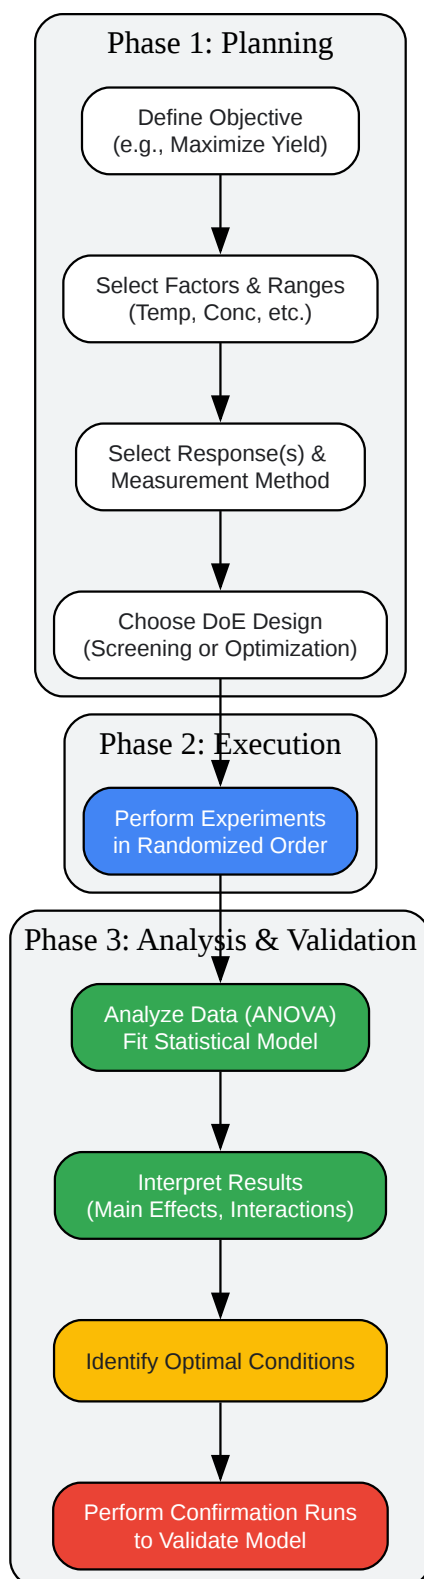 Phase 1: Planning
Define Objective
(e.g., Maximize Yield)
Select Factors & Ranges
(Temp, Conc, etc.)
Select Response(s) &
Measurement Method
Choose DoE Design
(Screening or Optimization)
Phase 2: Execution
Perform Experiments
in Randomized Order
Phase 3: Analysis & Validation
Analyze Data (ANOVA)
Fit Statistical Model
Interpret Results
(Main Effects, Interactions)
Identify Optimal Conditions
Perform Confirmation Runs
to Validate Model